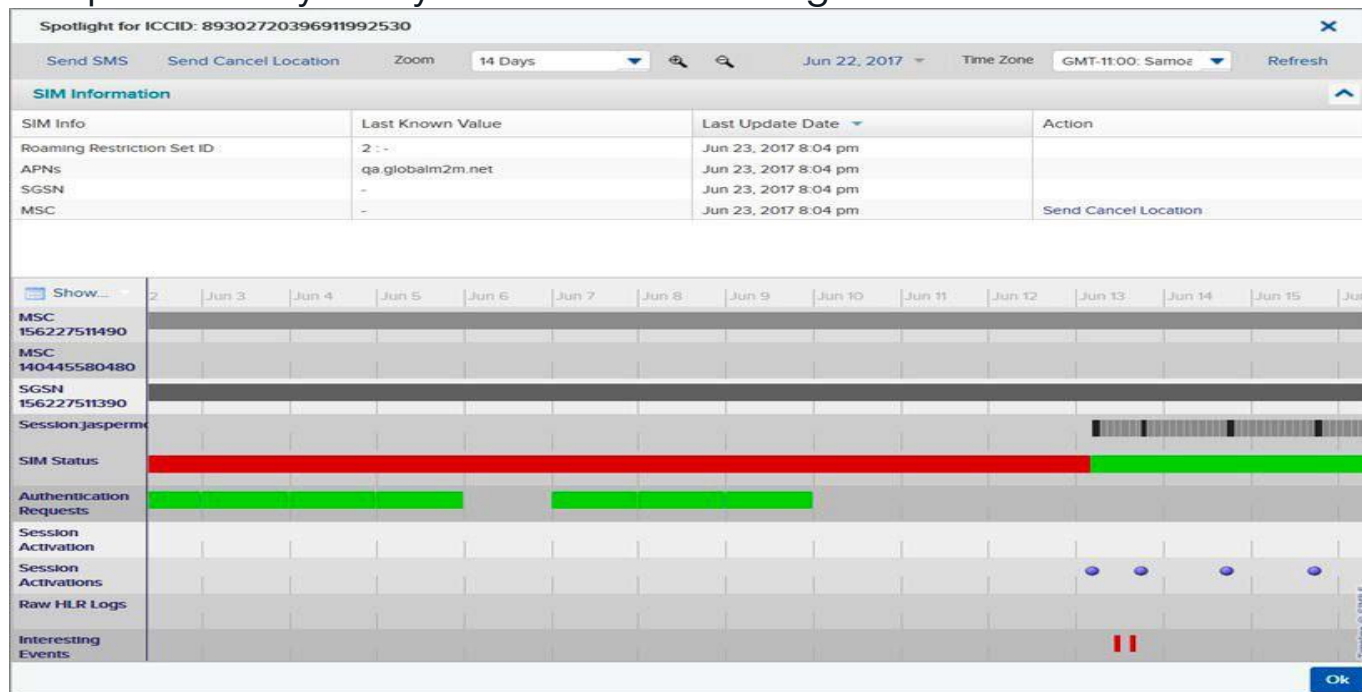 Spotlight for ICCID: 89302720396911992530
Send SMS Send Cancel Location Zoom 14 Days Jun 22, 2017 Time Zone GMT-11:00: Samoa Refresh
SIM Information
SIM Info Last Known Value Last Update Date Action
Roaming Restriction Set ID 2 : - Jun 23, 2017 8:04 pm
APNs qa.globalm2m.net Jun 23, 2017 8:04 pm
SGSN - Jun 23, 2017 8:04 pm
MSC - Jun 23, 2017 8:04 pm Send Cancel Location
Show... 2 Jun 3 Jun 4 Jun 5 Jun 6 Jun 7 Jun 8 Jun 9 Jun 10 Jun 11 Jun 12 Jun 13 Jun 14 Jun 15 Ju
MSC
156227511490
MSC
140445580480
SGSN
156227511390
Session:jasperm
SIM Status
Authentication
Requests
Session
Activation
Session
Activations
Raw HLR Logs
Interesting
Events
Ok